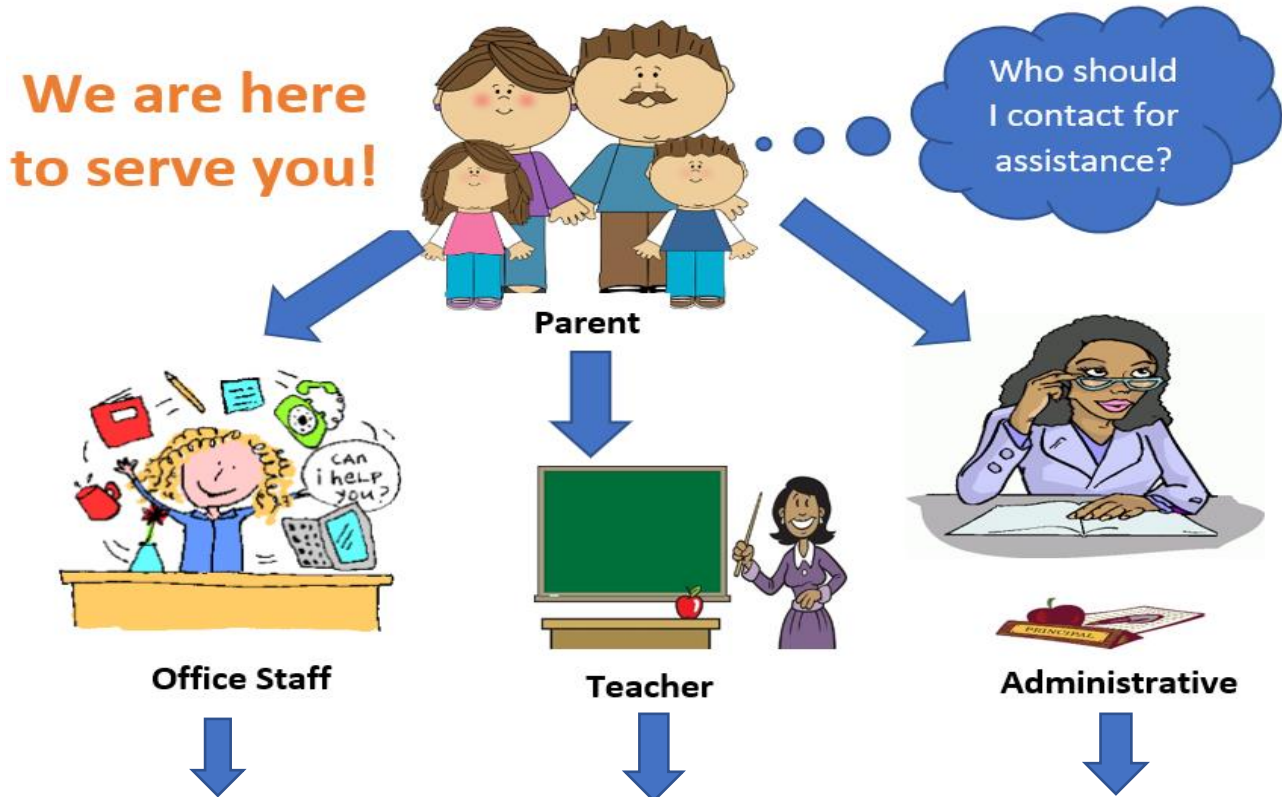 We are here
to serve you!
Who should
I contact for
assistance?
Parent
CAN
i HELP
YOU?
PRINCIPAL
Office Staff
Teacher
Administrative